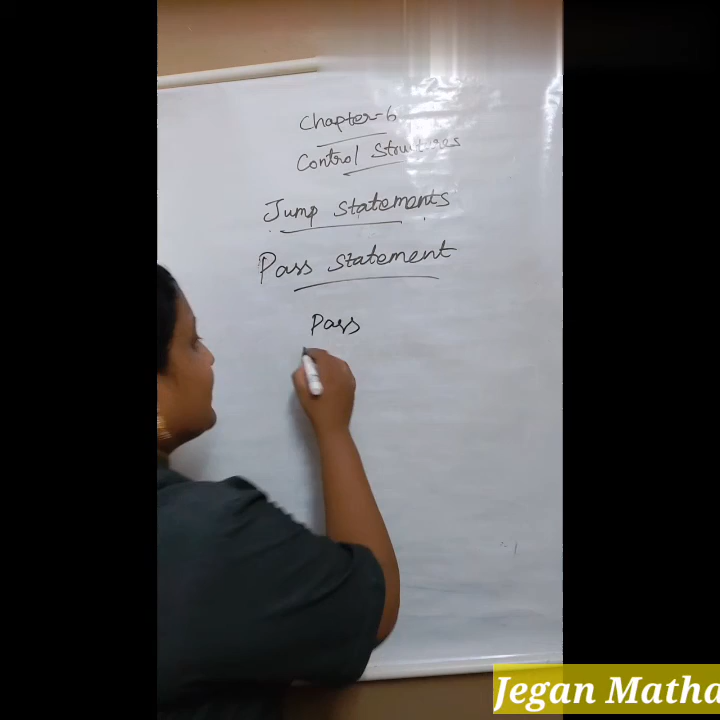 Chapter-6
Control Structures
Jump Statements
Pass Statement
Pass
Jegan Matha